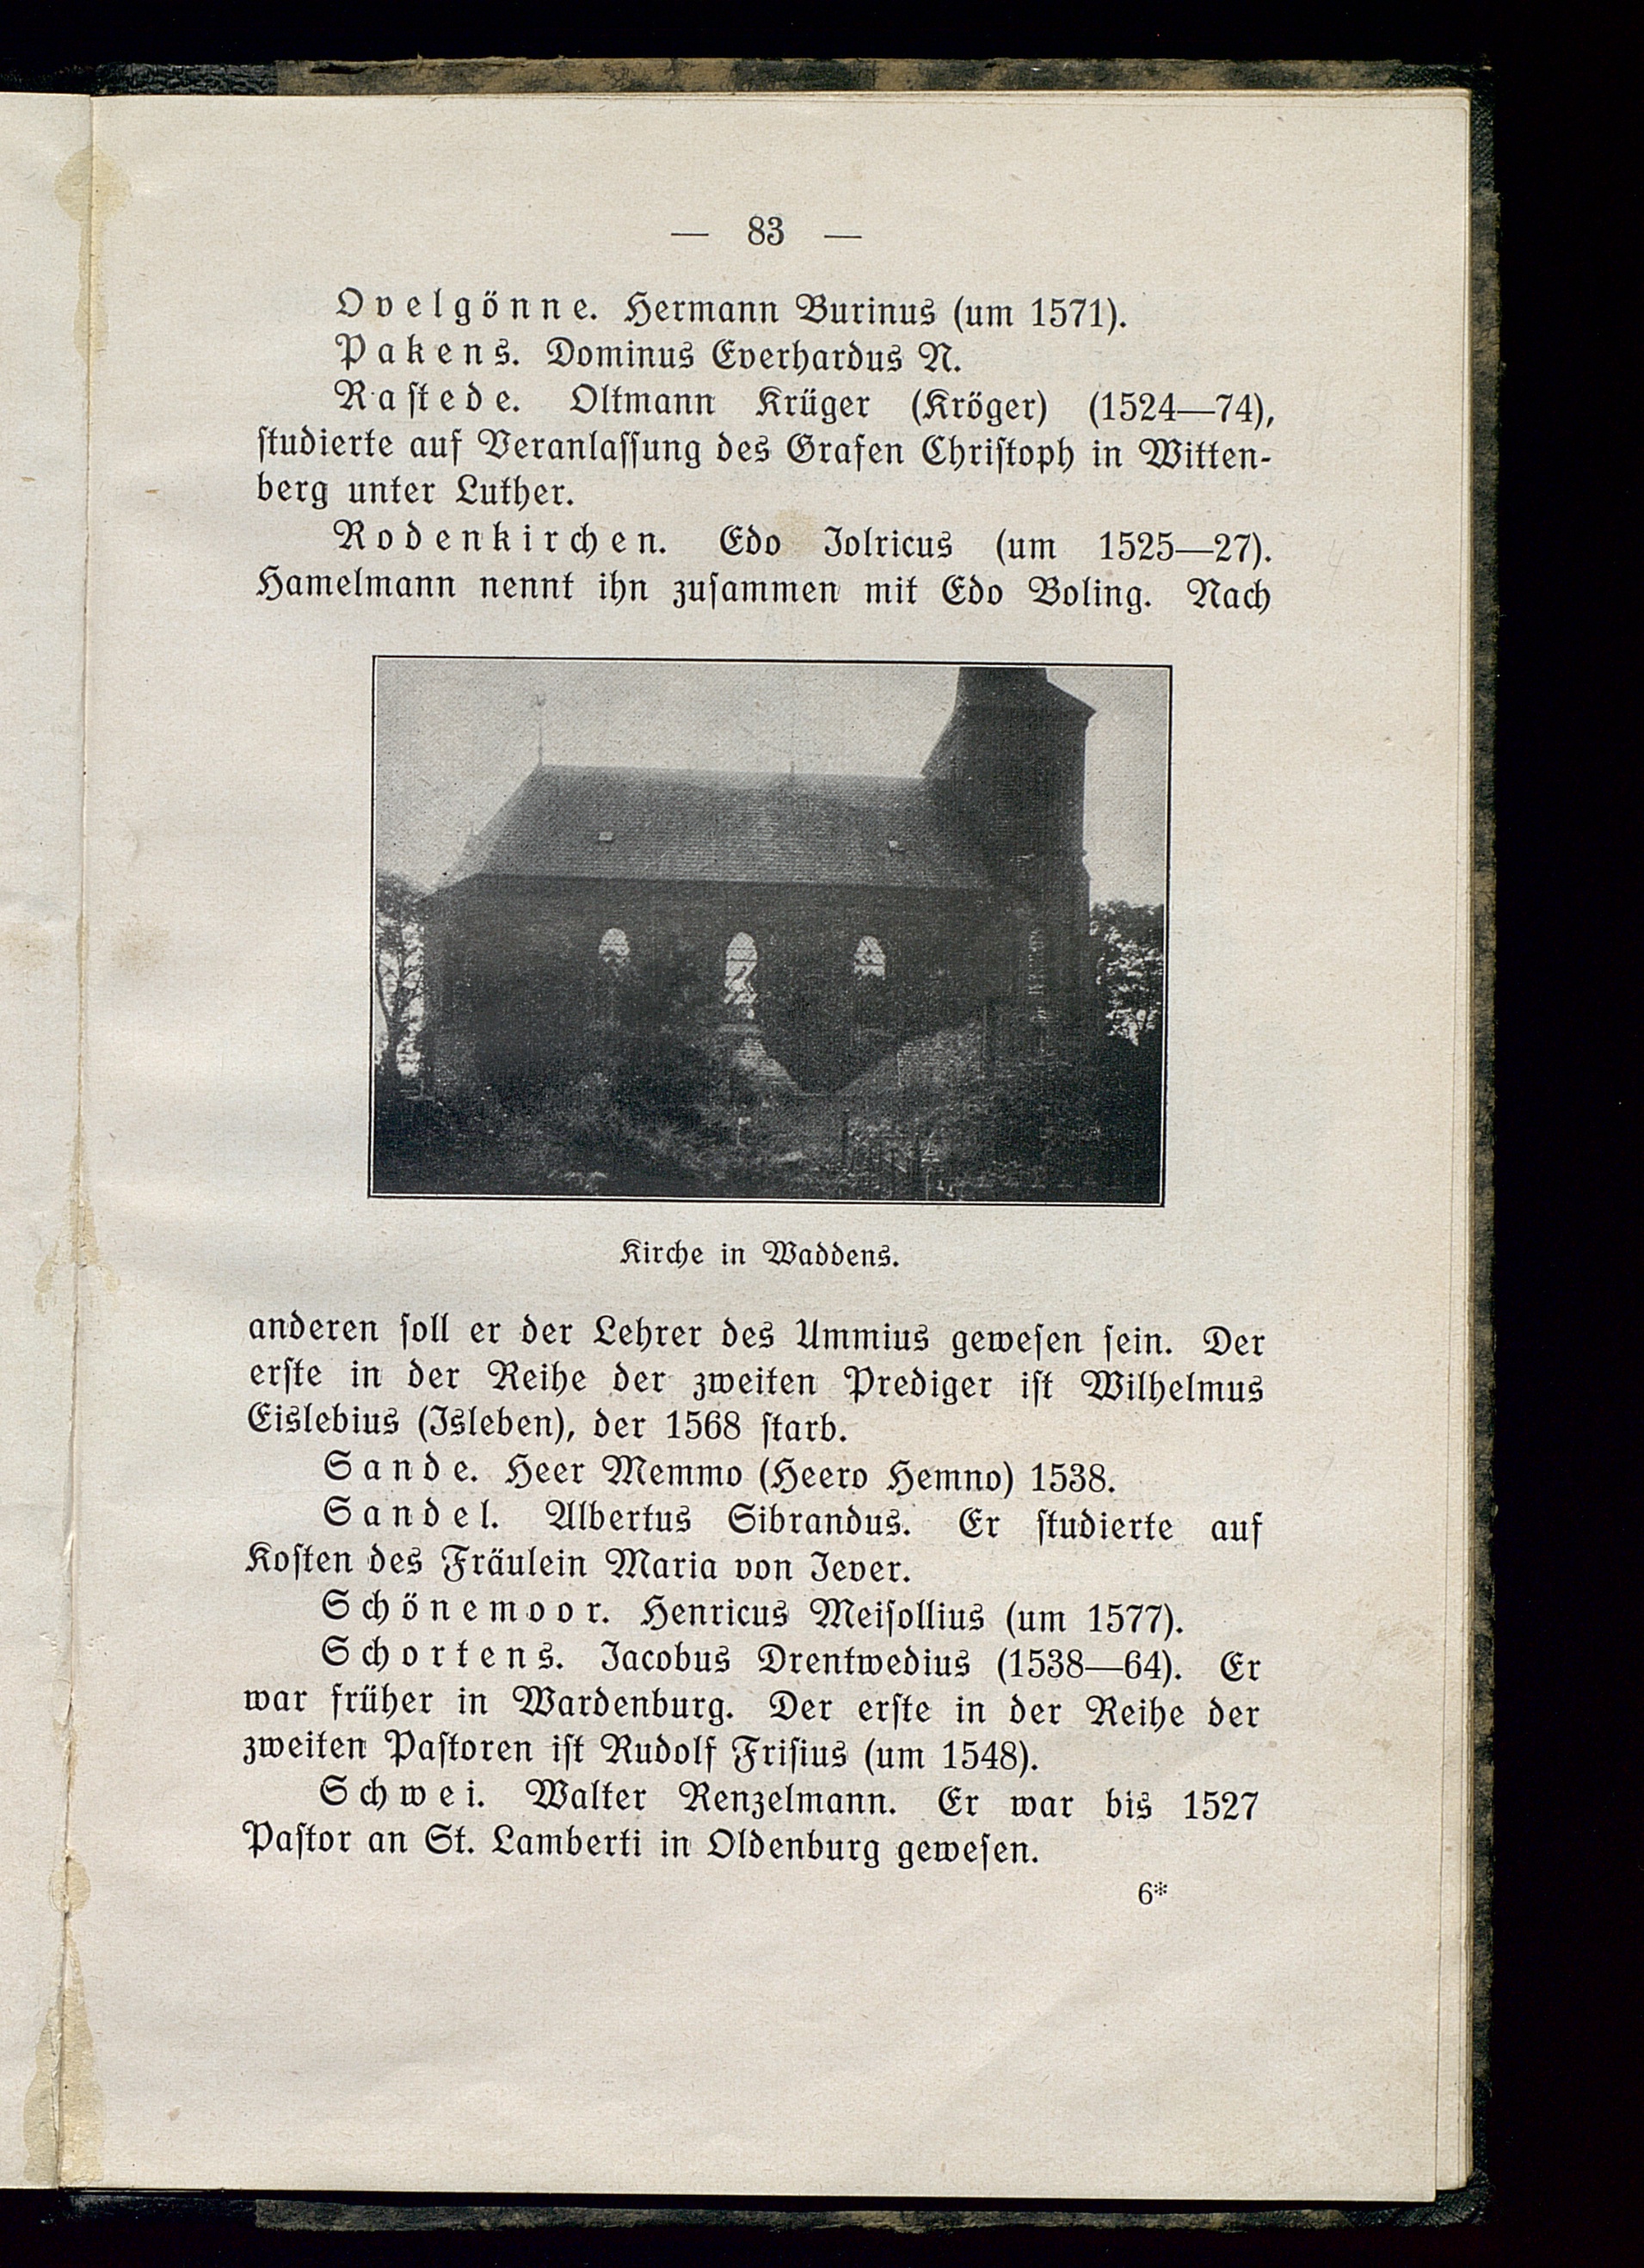 — 83 —
Ovelgönne. Hermann Burinus (um 1571).
Pakens. Dominus Everhardus N.
Rastede. Oltmann Krüger (Kröger) (1524—74),
studierte auf Veranlassung des Grafen Christoph in Witten-
berg unter Luther.
Rodenkirchen. Edo Jolricus (um 1525—27).
Hamelmann nennt ihn zusammen mit Edo Boling. Nach
Kirche in Waddens.
anderen soll er der Lehrer des Ummius gewesen sein. Der
erste in der Reihe der zweiten Prediger ist Wilhelmus
Eislebius (Isleben), der 1568 starb.
Sande. Heer Memmo (Heero Hemno) 1538.
Sandel. Albertus Sibrandus. Er studierte auf
Kosten des Fräulein Maria von Jever.
Schönemoor. Henricus Meisollius (um 1577).
Schortens. Jacobus Drentwedius (1538—64). Er
war früher in Wardenburg. Der erste in der Reihe der
zweiten Pastoren ist Rudolf Frisius (um 1548).
Schwei. Walter Renzelmann. Er war bis 1527
Pastor an St. Lamberti in Oldenburg gewesen.
6*